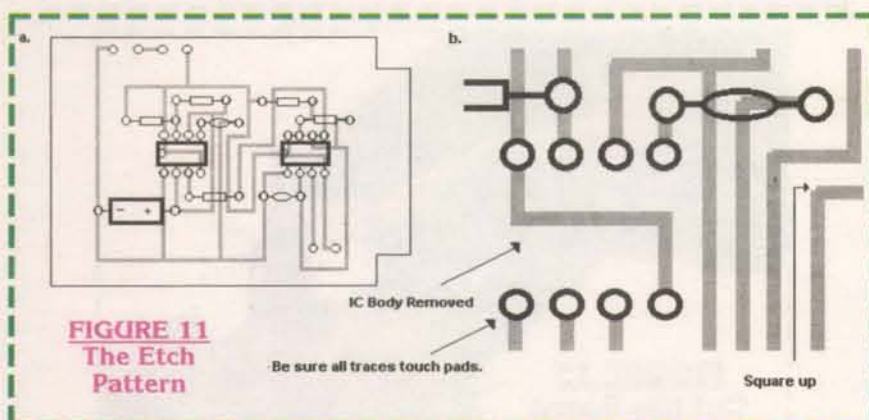 a.
b.
- +
IC Body Removed
FIGURE 11
The Etch
Pattern
Be sure all traces touch pads.
Square up